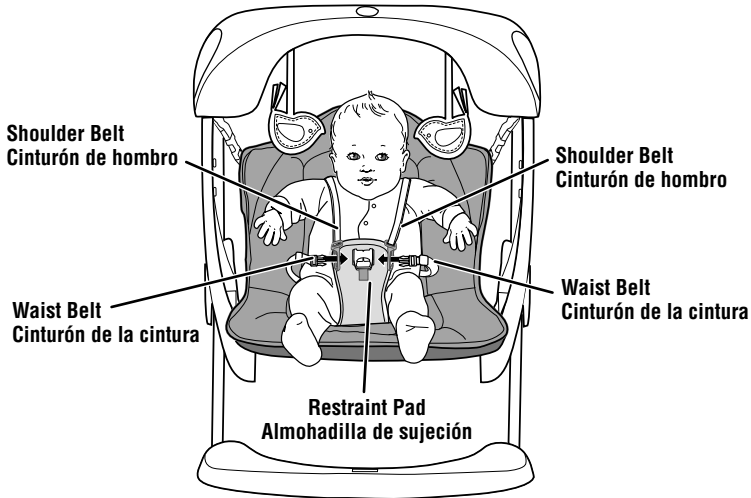 Shoulder Belt
Cinturón de hombro
Shoulder Belt
Cinturón de hombro
Waist Belt
Cinturón de la cintura
Waist Belt
Cinturón de la cintura
Restraint Pad
Almohadilla de sujeción